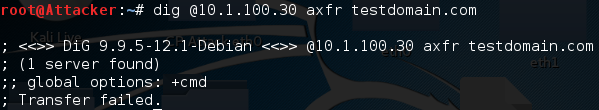 root@Attacker:~# dig @10.1.100.30 axfr testdomain.com
; <<>> DiG 9.9.5-12.1-Debian <<>> @10.1.100.30 axfr testdomain.com
; (1 server found)
;; global options: +cmd
; Transfer failed.